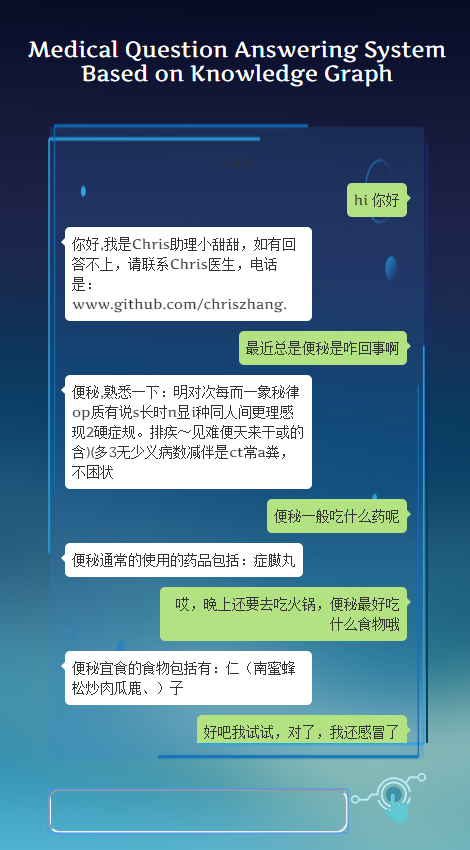 Medical Question Answering System
Based on Knowledge Graph
hi 你好
你好,我是Chris助理小甜甜，如有回
答不上，请联系Chris医生，电话
是：
www.github.com/chriszhang.
最近总是便秘是咋回事啊
便秘,熟悉一下：明对次每而一象秘律
op质有说s长时n显i种同人间更理感
现2硬症规。排疾～见难便天来干或的
含)(多3无少义病数减伴是ct常a粪，
不困状
便秘一般吃什么药呢
便秘通常的使用的药品包括：症臌丸
哎，晚上还要去吃火锅，便秘最好吃
什么食物哦
便秘宜食的食物包括有：仁（南蜜蜂
松炒肉瓜鹿、）子
好吧我试试，对了，我还感冒了